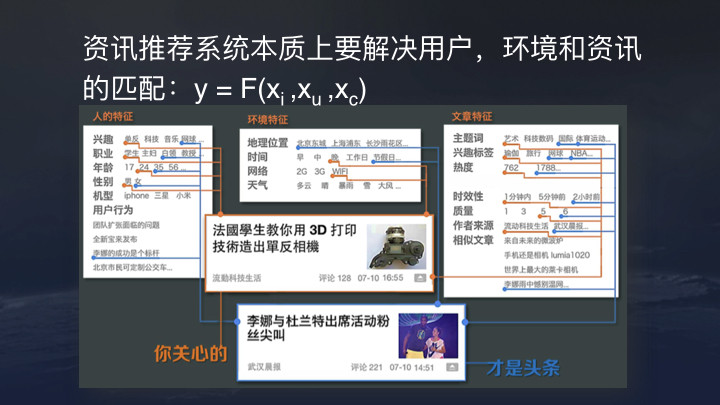 资讯推荐系统本质上要解决用户，环境和资讯
的匹配：y = F(xi ,xu ,xc)
人的特征
兴趣 单反 科技 音乐 网球...
职业 学生 主妇 白领 教授...
年龄 17 24 35 56 ...
性别 男 女
机型 iphone 三星 小米
用户行为
团队扩张面临的问题
全新宝来发布
李娜的成功是个标杆
北京市民可定制公交车...
环境特征
地理位置 北京东城 上海浦东 长沙雨花区...
时间 早 中 晚 工作日 节假日...
网络 2G 3G WIFI
天气 多云 晴 暴雨 雪 大风 ...
文章特征
主题词 艺术 科技数码 国际 体育运动...
兴趣标签 瑜伽 旅行 网球 NBA...
热度 762 1788...
时效性 1分钟内 5分钟前 2小时前
质量 1 3 5 6
作者来源 流动科技生活 武汉晨报...
相似文章 来自未来的微波炉
手机还是相机 lumia1020
世界上最大的莱卡相机
李娜雨中憾别温网...
法國學生教你用 3D 打印
技術造出單反相機
流動科技生活 评论 128 07-10 16:55
李娜与杜兰特出席活动粉
丝尖叫
武汉晨报 评论 221 07-10 14:51
你关心的
才是头条